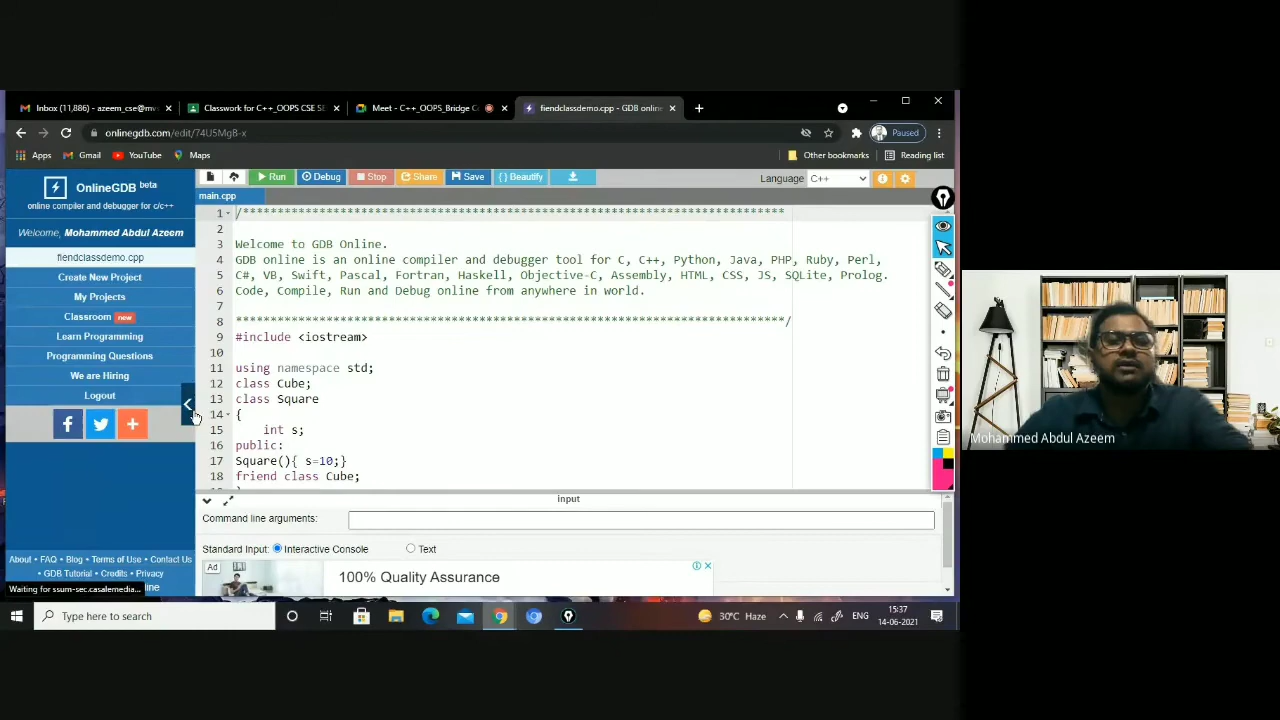 Inbox (11,886) - azeem_cse@mv
Classwork for C++_OOPS CSE SE
Meet - C++_OOPS_Bridge C
fiendclassdemo.cpp - GDB online
onlinegdb.com/edit/74U5Mg8-x
Paused
Apps
Gmail
YouTube
Maps
Other bookmarks
Reading list
OnlineGDB beta
online compiler and debugger for c/c++
Welcome, Mohammed Abdul Azeem
fiendclassdemo.cpp
Create New Project
My Projects
Classroom new
Learn Programming
Programming Questions
We are Hiring
Logout
About • FAQ • Blog • Terms of Use • Contact Us
• GDB Tutorial • Credits • Privacy
Waiting for ssum-sec.casalemedia...
Run Debug Stop Share Save { } Beautify
Language C++
main.cpp
1 /******************************************************************************
2
3 Welcome to GDB Online.
4 GDB online is an online compiler and debugger tool for C, C++, Python, Java, PHP, Ruby, Perl,
5 C#, VB, Swift, Pascal, Fortran, Haskell, Objective-C, Assembly, HTML, CSS, JS, SQLite, Prolog.
6 Code, Compile, Run and Debug online from anywhere in world.
7
8 *******************************************************************************/
9 #include <iostream>
10
11 using namespace std;
12 class Cube;
13 class Square
14 {
15 int s;
16 public:
17 Square(){ s=10;}
18 friend class Cube;
input
Command line arguments:
Standard Input: Interactive Console Text
Ad
100% Quality Assurance
Type here to search
30°C Haze
ENG
15:37
14-06-2021
Mohammed Abdul Azeem